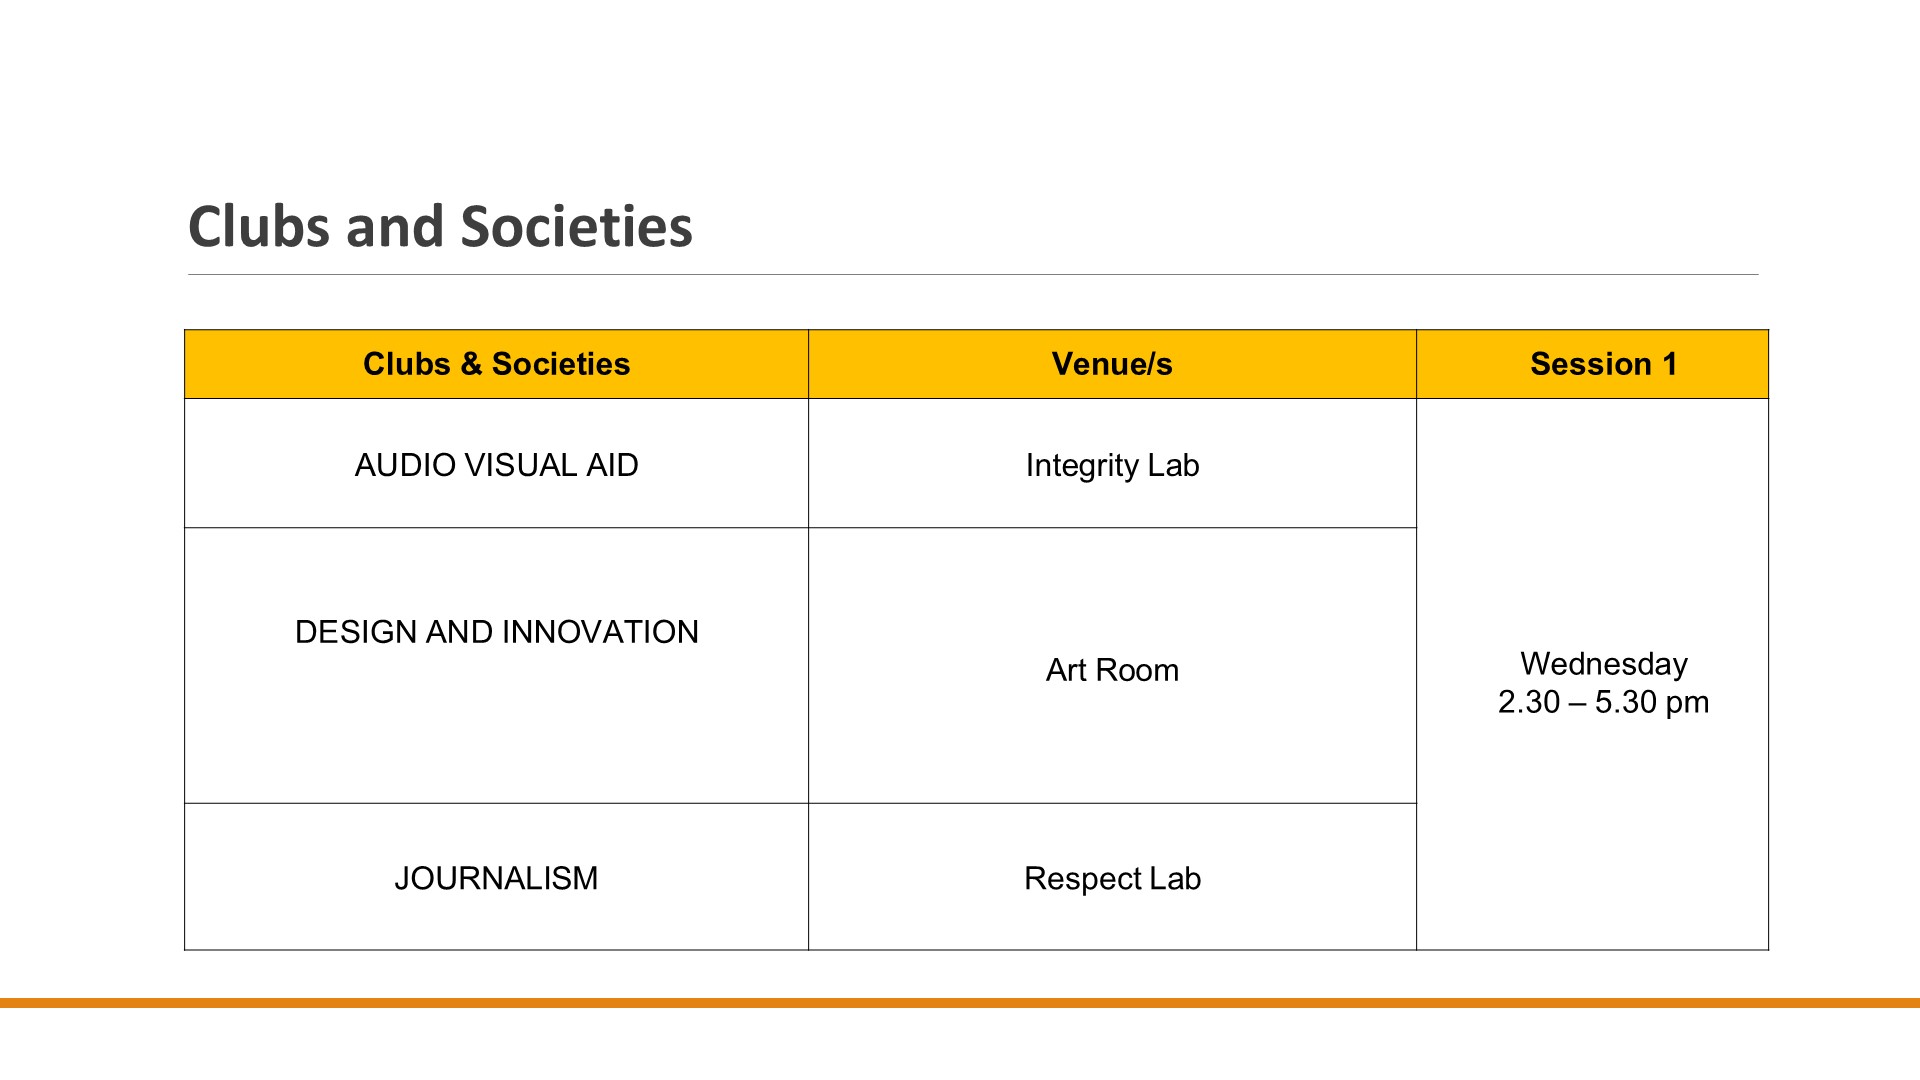 Clubs and Societies
Clubs & Societies
Venue/s
Session 1
AUDIO VISUAL AID
Integrity Lab
DESIGN AND INNOVATION
Art Room
Wednesday
2.30 – 5.30 pm
JOURNALISM
Respect Lab